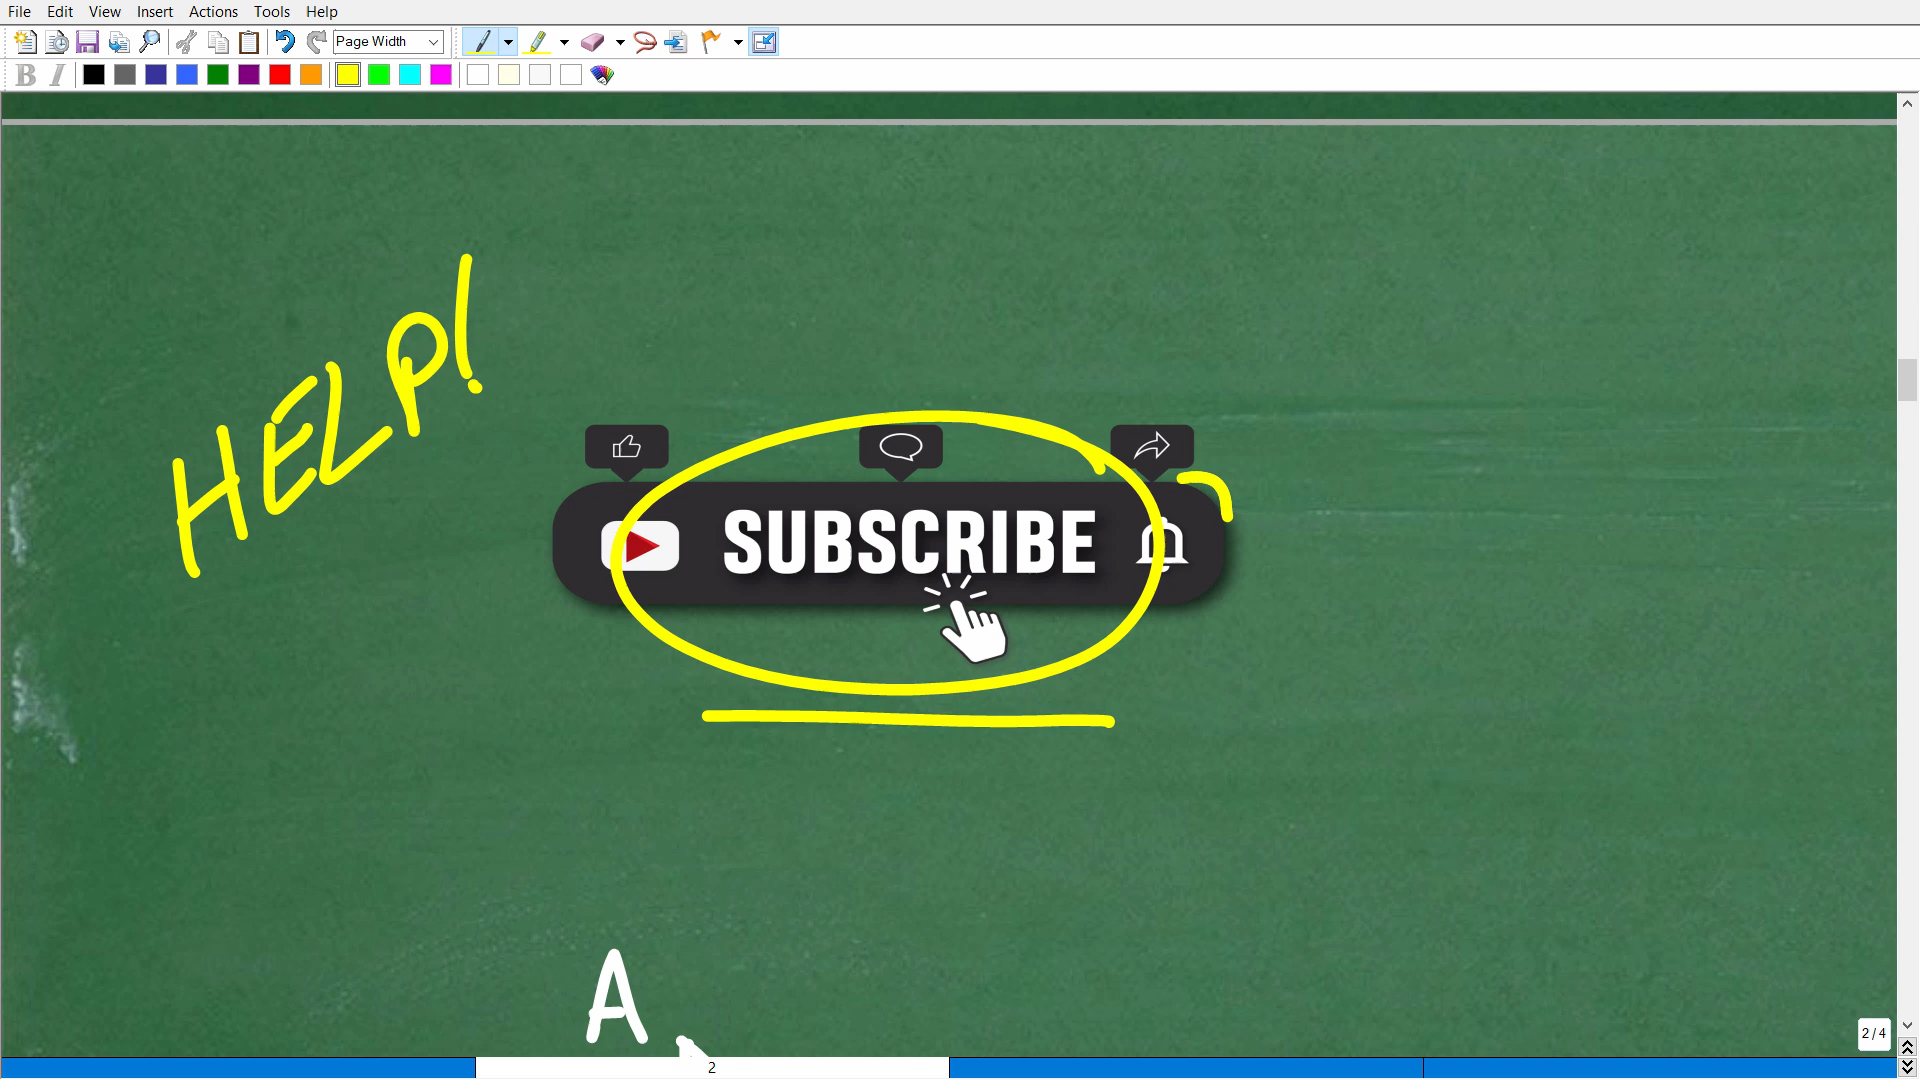 File Edit View Insert Actions Tools Help
Page Width
B I
HELP!
SUBSCRIBE
A
2 / 4
2